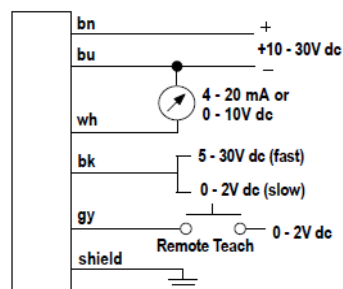 bn
+
+10 - 30V dc
bu
–
4 - 20 mA or
0 - 10V dc
wh
bk
5 - 30V dc (fast)
0 - 2V dc (slow)
gy
0 - 2V dc
Remote Teach
shield